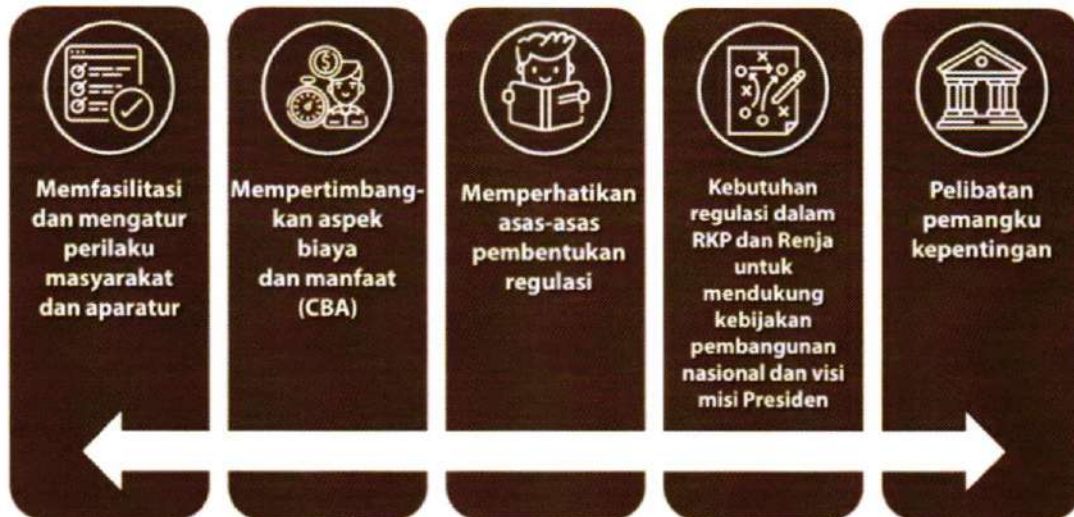 Memfasilitasi
dan mengatur
perilaku
masyarakat
dan aparatur
Mempertimbang-
kan aspek
biaya
dan manfaat
(CBA)
Memperhatikan
asas-asas
pembentukan
regulasi
Kebutuhan
regulasi dalam
RKP dan Renja
untuk
mendukung
kebijakan
pembangunan
nasional dan visi
misi Presiden
Pelibatan
pemangku
kepentingan